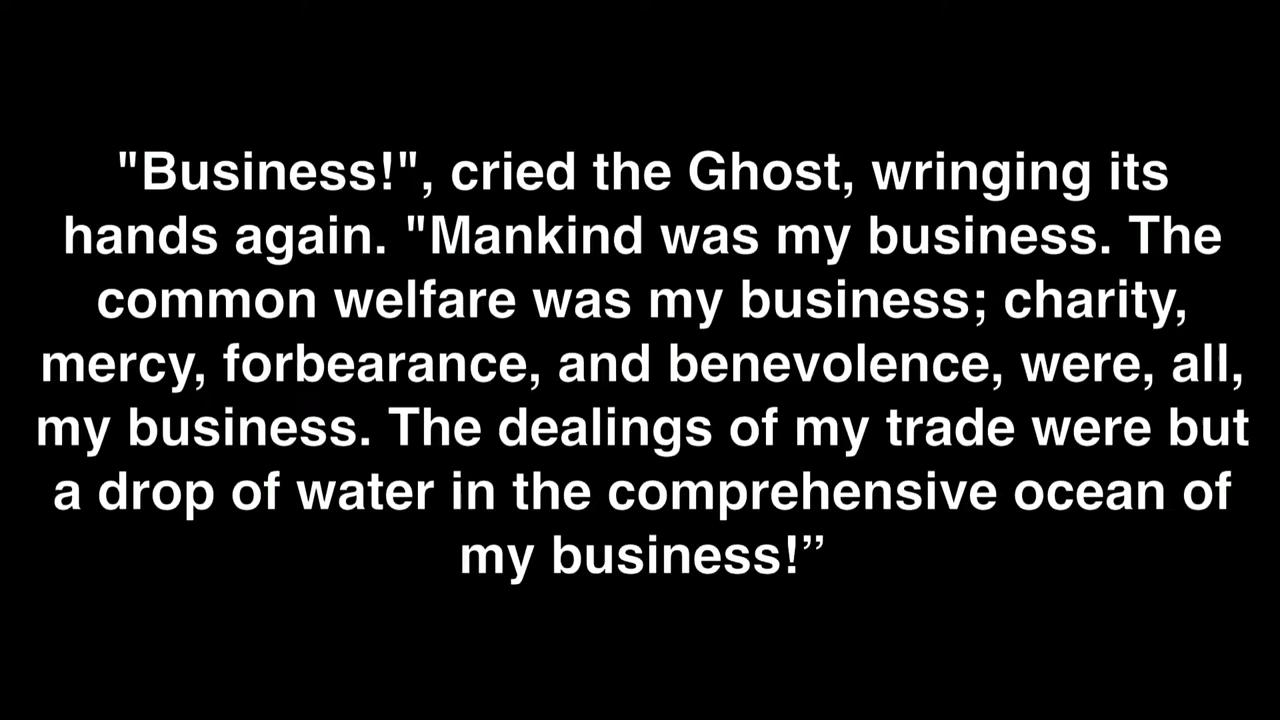 "Business!", cried the Ghost, wringing its
hands again. "Mankind was my business. The
common welfare was my business; charity,
mercy, forbearance, and benevolence, were, all,
my business. The dealings of my trade were but
a drop of water in the comprehensive ocean of
my business!”